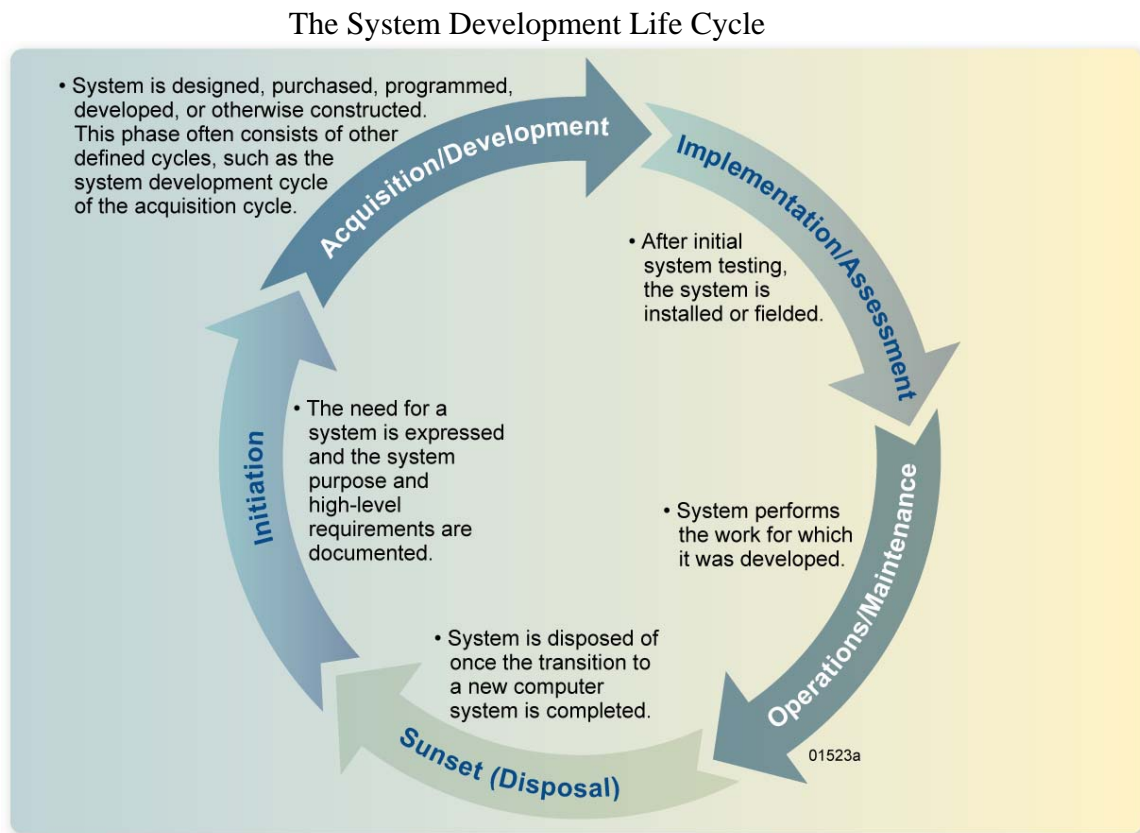 The System Development Life Cycle
• System is designed, purchased, programmed,
developed, or otherwise constructed.
This phase often consists of other
defined cycles, such as the
system development cycle
of the acquisition cycle.
Acquisition/Development
Implementation/Assessment
• After initial
system testing,
the system is
installed or fielded.
Initiation
• The need for a
system is expressed
and the system
purpose and
high-level
requirements are
documented.
• System performs
the work for which
it was developed.
Operations/Maintenance
• System is disposed of
once the transition to
a new computer
system is completed.
Sunset (Disposal)
01523a